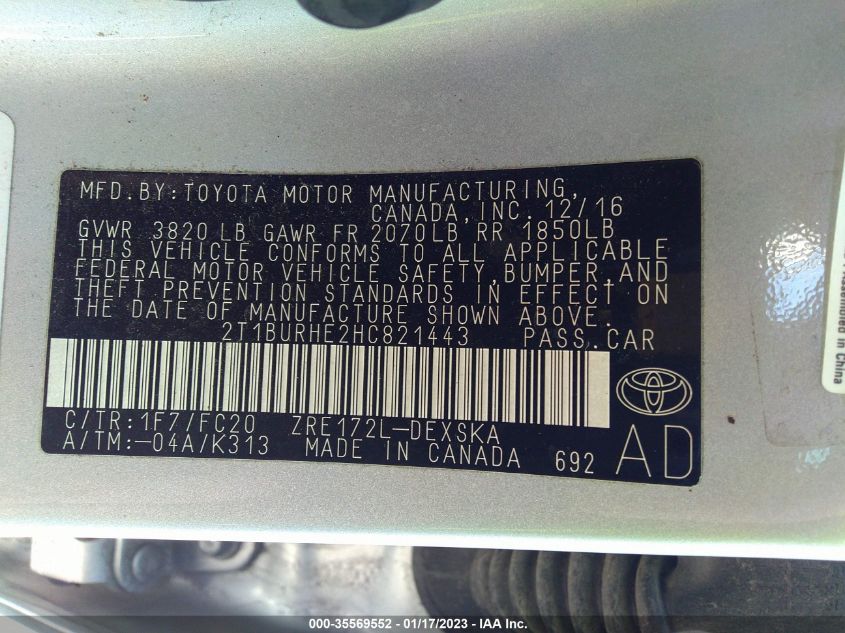 MFD.BY:TOYOTA MOTOR MANUFACTURING,
CANADA,INC. 12/16
GVWR 3820 LB GAWR FR 2070LB RR 1850LB
THIS VEHICLE CONFORMS TO ALL APPLICABLE
FEDERAL MOTOR VEHICLE SAFETY,BUMPER,AND
THEFT PREVENTION STANDARDS IN EFFECT ON
THE DATE OF MANUFACTURE SHOWN ABOVE.
2T1BURHE2HC821443 PASS.CAR
C/TR:1F7/FC20 ZRE172L-DEXSKA
A/TM:-04A/K313 MADE IN CANADA 692
AD
Assembled in China
000-35569552 — 01/17/2023 — © IAA Inc.